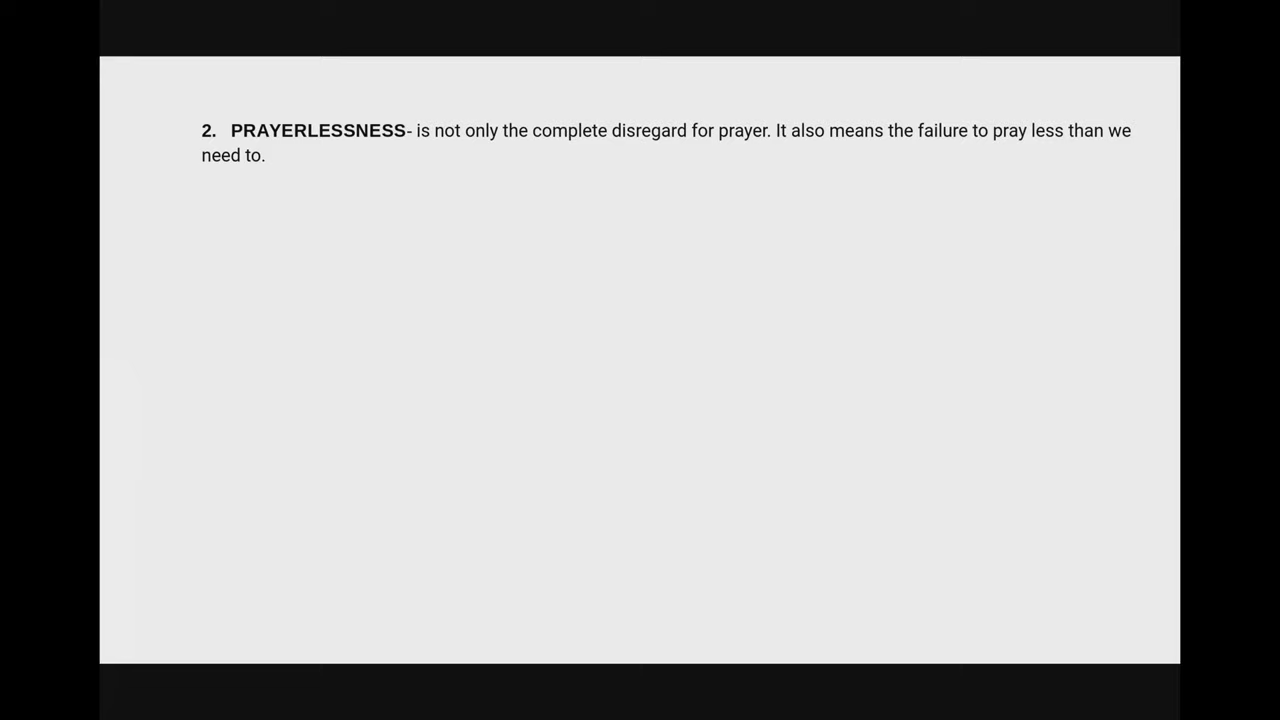 2. PRAYERLESSNESS- is not only the complete disregard for prayer. It also means the failure to pray less than we
need to.